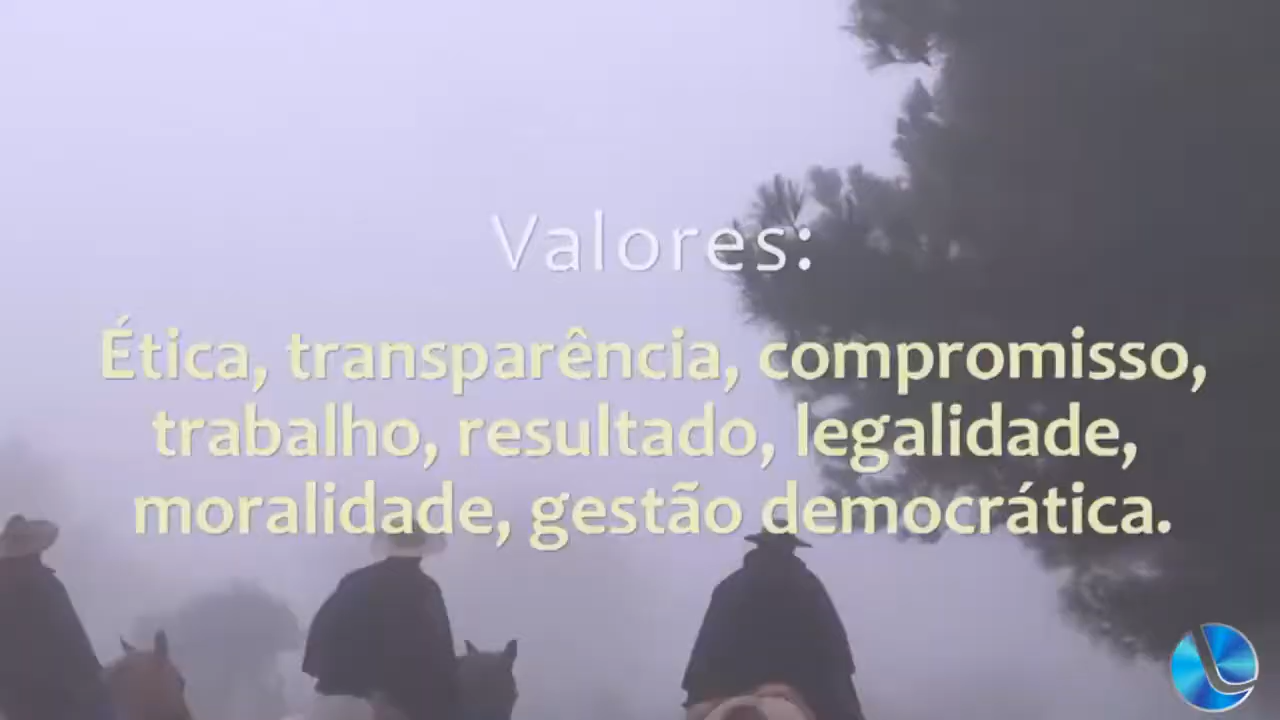 Valores:
Ética, transparência, compromisso,
trabalho, resultado, legalidade,
moralidade, gestão democrática.